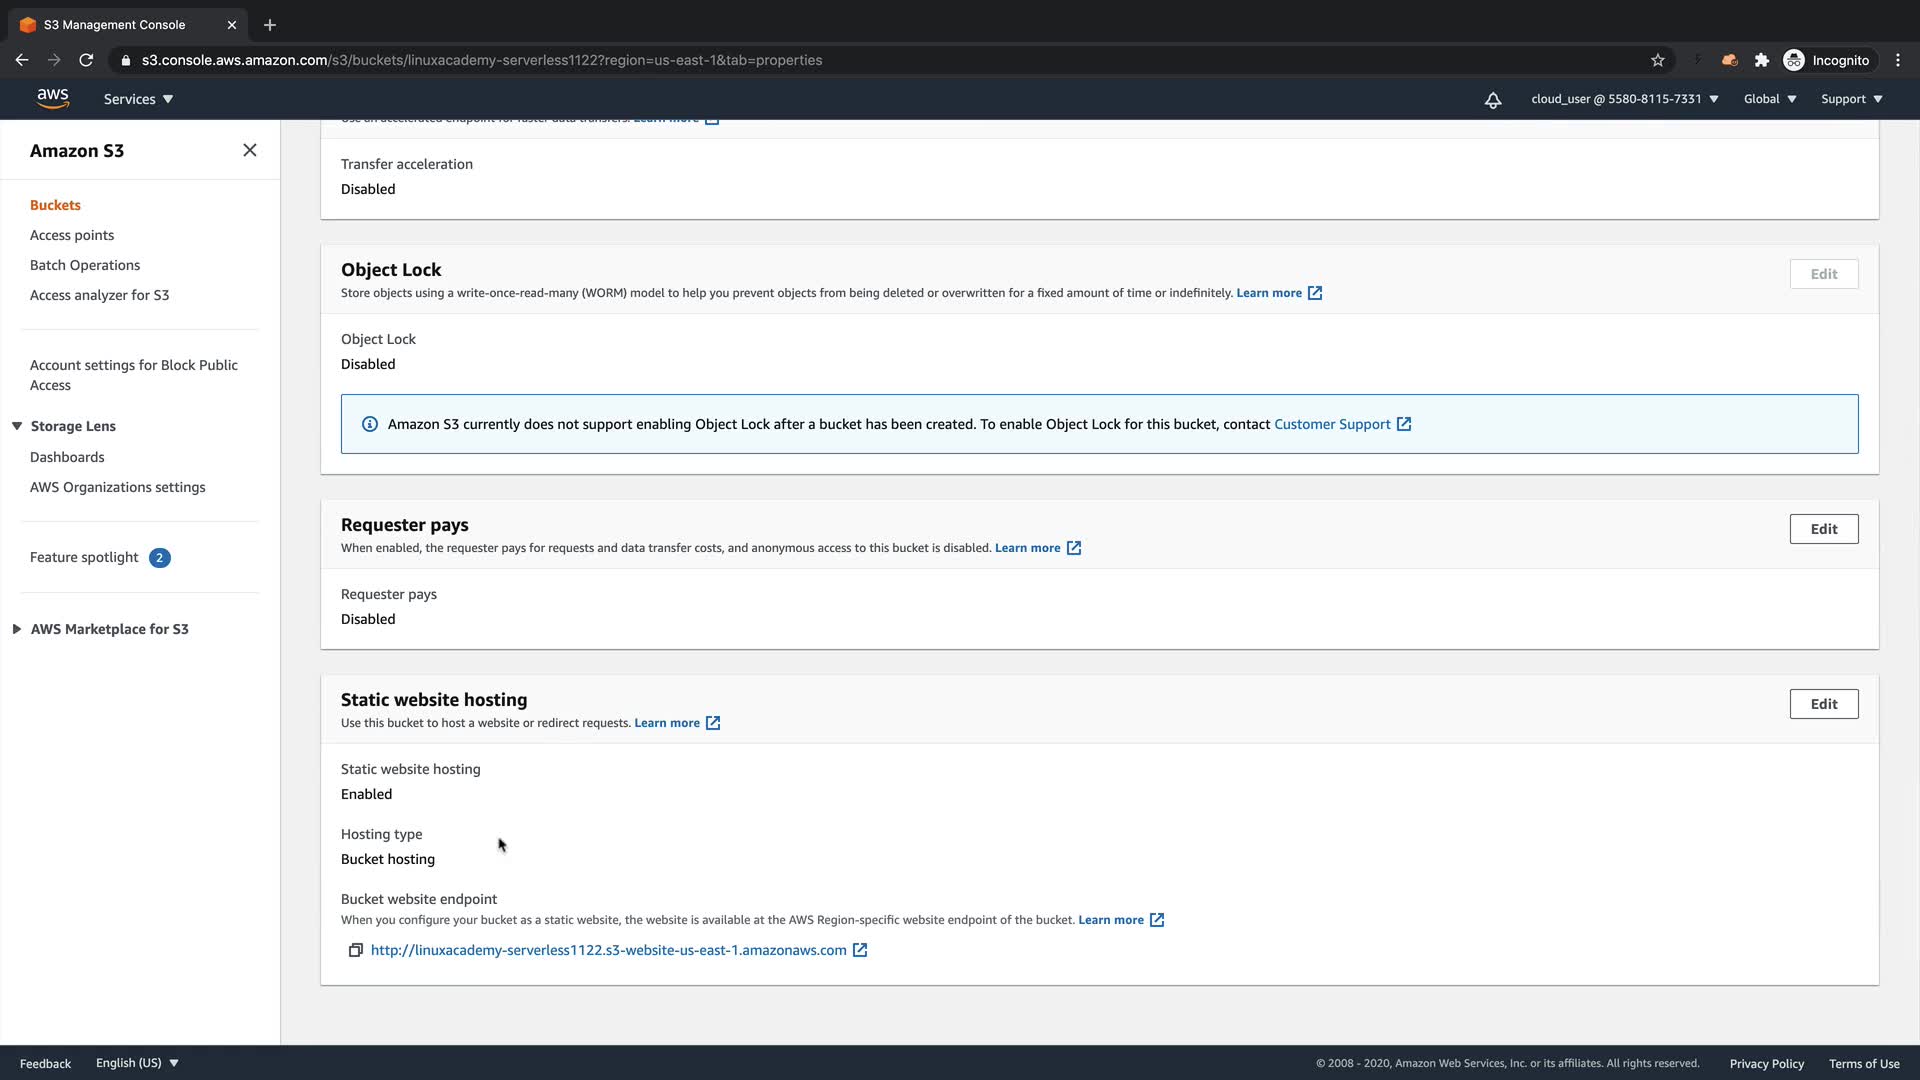 S3 Management Console
s3.console.aws.amazon.com/s3/buckets/linuxacademy-serverless1122?region=us-east-1&tab=properties
Incognito
aws
Services
cloud_user @ 5580-8115-7331
Global
Support
Amazon S3
Buckets
Access points
Batch Operations
Access analyzer for S3
Account settings for Block Public
Access
Storage Lens
Dashboards
AWS Organizations settings
Feature spotlight 2
AWS Marketplace for S3
Use an accelerated endpoint for faster data transfers. Learn more
Transfer acceleration
Disabled
Object Lock
Edit
Store objects using a write-once-read-many (WORM) model to help you prevent objects from being deleted or overwritten for a fixed amount of time or indefinitely. Learn more
Object Lock
Disabled
Amazon S3 currently does not support enabling Object Lock after a bucket has been created. To enable Object Lock for this bucket, contact Customer Support
Requester pays
Edit
When enabled, the requester pays for requests and data transfer costs, and anonymous access to this bucket is disabled. Learn more
Requester pays
Disabled
Static website hosting
Edit
Use this bucket to host a website or redirect requests. Learn more
Static website hosting
Enabled
Hosting type
Bucket hosting
Bucket website endpoint
When you configure your bucket as a static website, the website is available at the AWS Region-specific website endpoint of the bucket. Learn more
http://linuxacademy-serverless1122.s3-website-us-east-1.amazonaws.com
Feedback
English (US)
© 2008 - 2020, Amazon Web Services, Inc. or its affiliates. All rights reserved.
Privacy Policy
Terms of Use